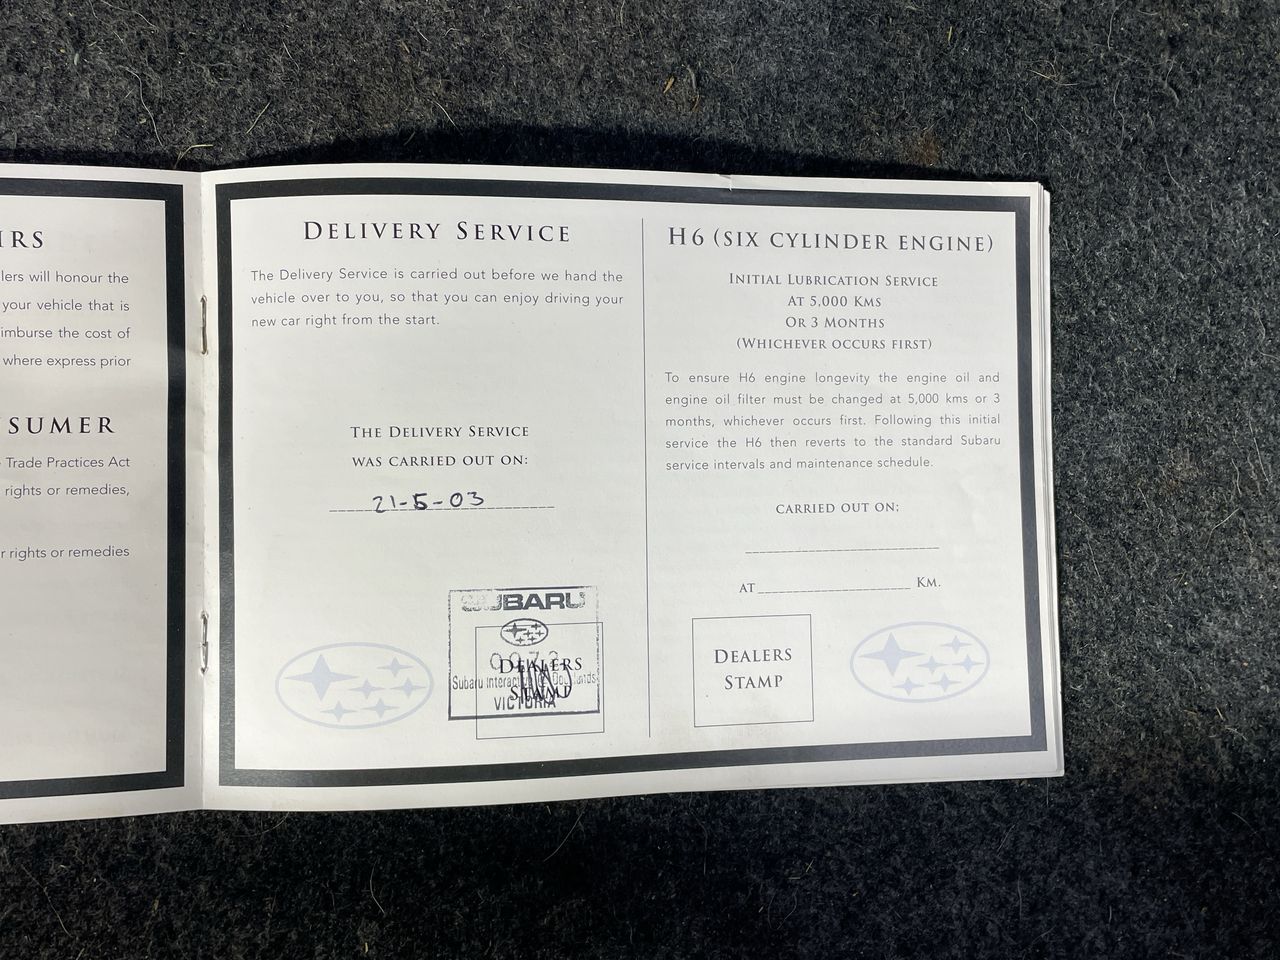 IRS
lers will honour the
your vehicle that is
imburse the cost of
where express prior
SUMER
Trade Practices Act
rights or remedies,
r rights or remedies
DELIVERY SERVICE
The Delivery Service is carried out before we hand the
vehicle over to you, so that you can enjoy driving your
new car right from the start.
THE DELIVERY SERVICE
WAS CARRIED OUT ON:
21-5-03
SUBARU
DEALERS
Subaru Interactive @ Docklands
STAMP
VICTORIA
H6 (SIX CYLINDER ENGINE)
INITIAL LUBRICATION SERVICE
AT 5,000 KMS
OR 3 MONTHS
(WHICHEVER OCCURS FIRST)
To ensure H6 engine longevity the engine oil and
engine oil filter must be changed at 5,000 kms or 3
months, whichever occurs first. Following this initial
service the H6 then reverts to the standard Subaru
service intervals and maintenance schedule.
CARRIED OUT ON:
AT KM.
DEALERS
STAMP